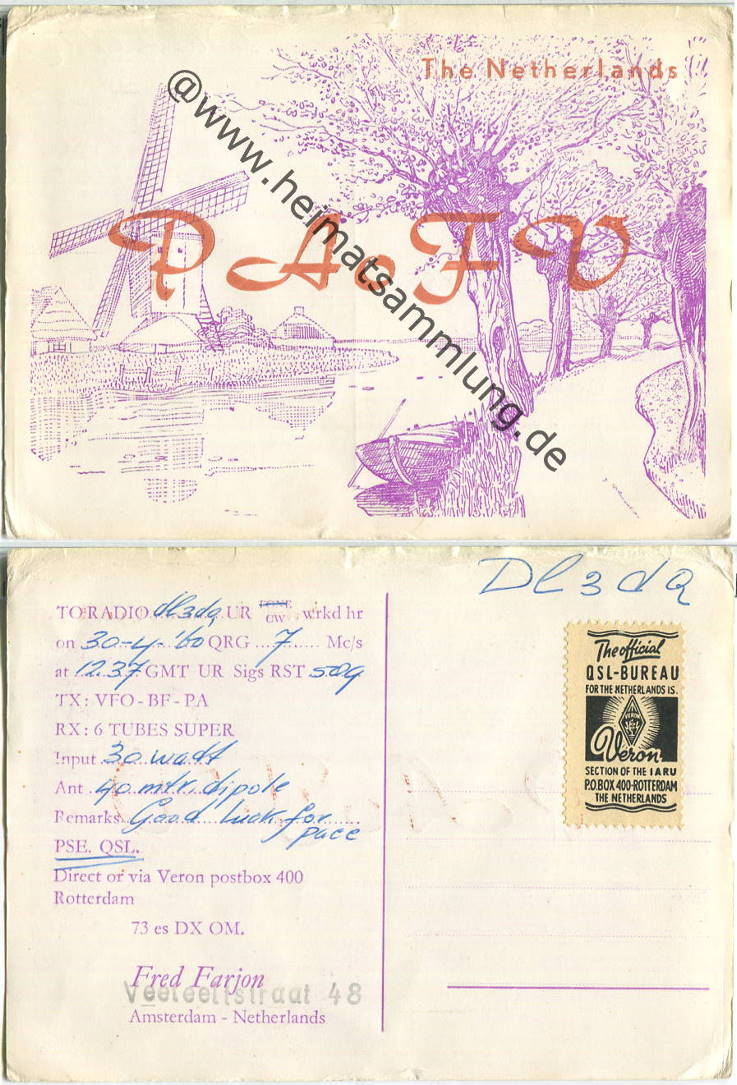 The Netherlands
PAoFV
@www.heimatsammlung.de
Dl3dQ
TO RADIO dl3dq UR FONE CW wrkd hr
on 30-4-'60 QRG 7 Mc/s
at 12.37 GMT UR Sigs RST 509
TX: VFO - BF - PA
RX: 6 TUBES SUPER
Input 30 watt
Ant 40 mtr. dipole
Remarks Good luck for
PSE. QSL.
Direct or via Veron postbox 400
Rotterdam
73 es DX OM.
Fred Farjon
48
Amsterdam - Netherlands
The official
QSL-BUREAU
FOR THE NETHERLANDS IS.
Veron
SECTION OF THE IARU
P.O.BOX 400-ROTTERDAM
THE NETHERLANDS